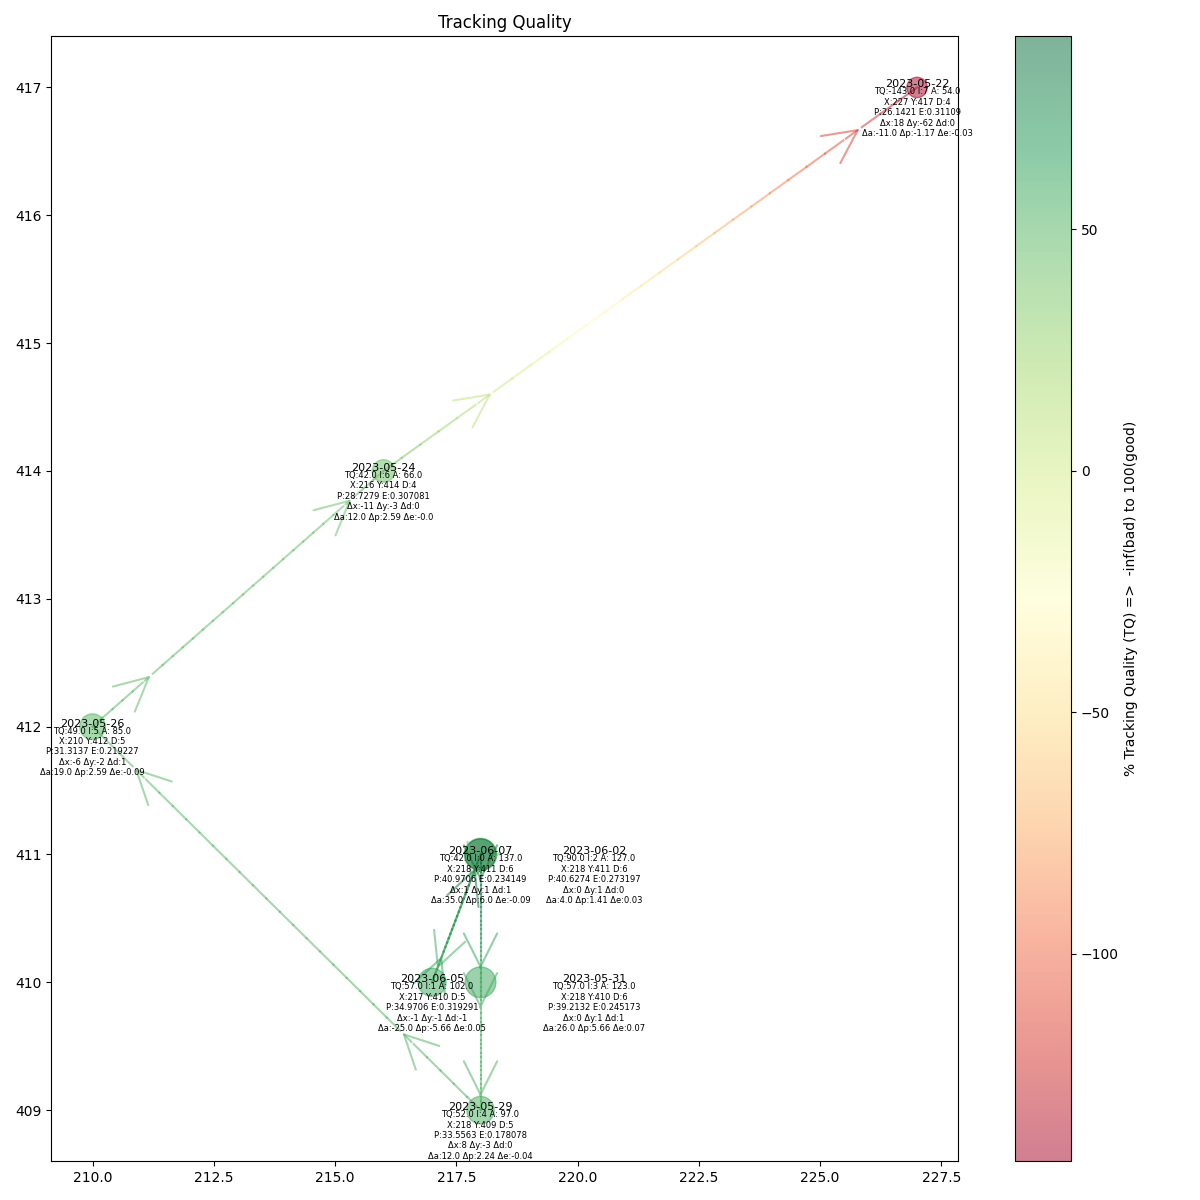 Tracking Quality
417
416
415
414
413
412
411
410
409
210.0
212.5
215.0
217.5
220.0
222.5
225.0
227.5
2023-05-22
TQ:-143.0 I:7 A: 54.0
X:227 Y:417 D:4
P:26.1421 E:0.31109
Δx:18 Δy:-62 Δd:0
Δa:-11.0 Δp:-1.17 Δe:-0.03
2023-05-24
TQ:42.0 I:6 A: 66.0
X:216 Y:414 D:4
P:28.7279 E:0.307081
Δx:-11 Δy:-3 Δd:0
Δa:12.0 Δp:2.59 Δe:-0.0
2023-05-26
TQ:49.0 I:5 A: 85.0
X:210 Y:412 D:5
P:31.3137 E:0.219227
Δx:-6 Δy:-2 Δd:1
Δa:19.0 Δp:2.59 Δe:-0.09
2023-06-07
TQ:42.0 I:0 A: 137.0
X:218 Y:411 D:6
P:40.9706 E:0.234149
Δx:1 Δy:1 Δd:1
Δa:35.0 Δp:6.0 Δe:-0.09
2023-06-02
TQ:90.0 I:2 A: 127.0
X:218 Y:411 D:6
P:40.6274 E:0.273197
Δx:0 Δy:1 Δd:0
Δa:4.0 Δp:1.41 Δe:0.03
2023-06-05
TQ:57.0 I:1 A: 102.0
X:217 Y:410 D:5
P:34.9706 E:0.319291
Δx:-1 Δy:-1 Δd:-1
Δa:-25.0 Δp:-5.66 Δe:0.05
2023-05-31
TQ:57.0 I:3 A: 123.0
X:218 Y:410 D:6
P:39.2132 E:0.245173
Δx:0 Δy:1 Δd:1
Δa:26.0 Δp:5.66 Δe:0.07
2023-05-29
TQ:52.0 I:4 A: 97.0
X:218 Y:409 D:5
P:33.5563 E:0.178078
Δx:8 Δy:-3 Δd:0
Δa:12.0 Δp:2.24 Δe:-0.04
50
0
−50
−100
% Tracking Quality (TQ) =>  -inf(bad) to 100(good)